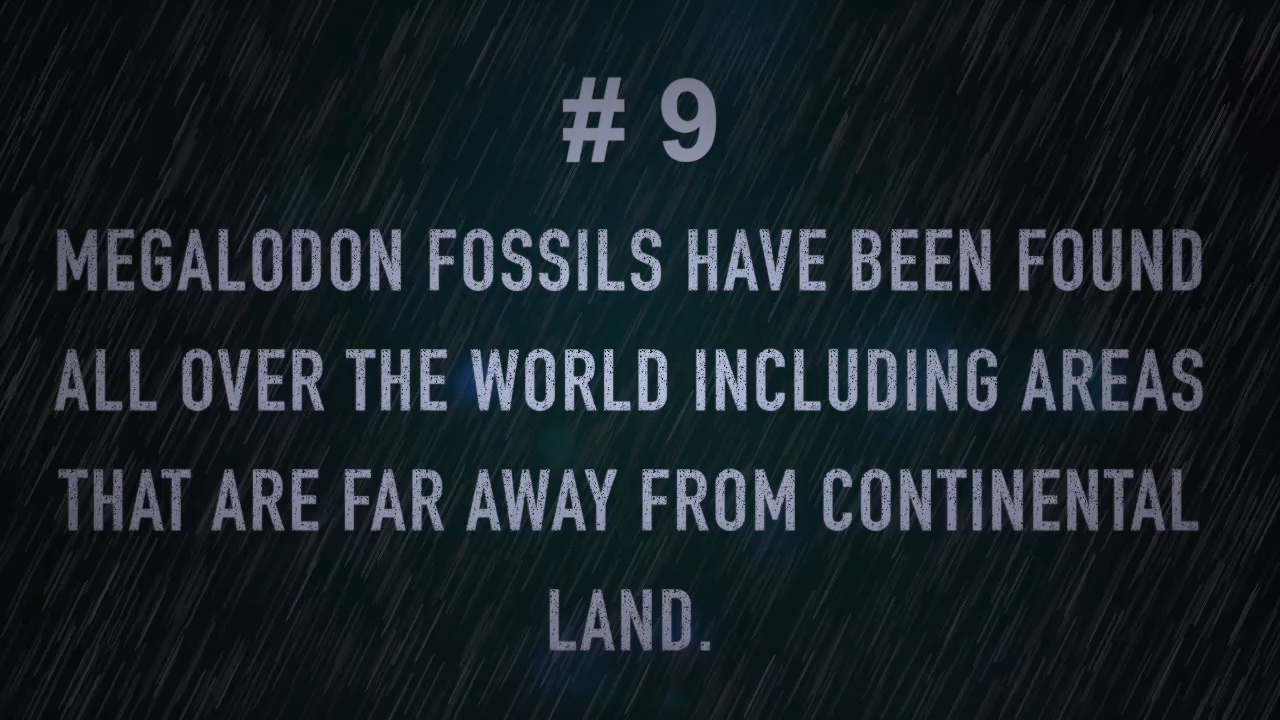 # 9
MEGALODON FOSSILS HAVE BEEN FOUND
ALL OVER THE WORLD INCLUDING AREAS
THAT ARE FAR AWAY FROM CONTINENTAL
LAND.